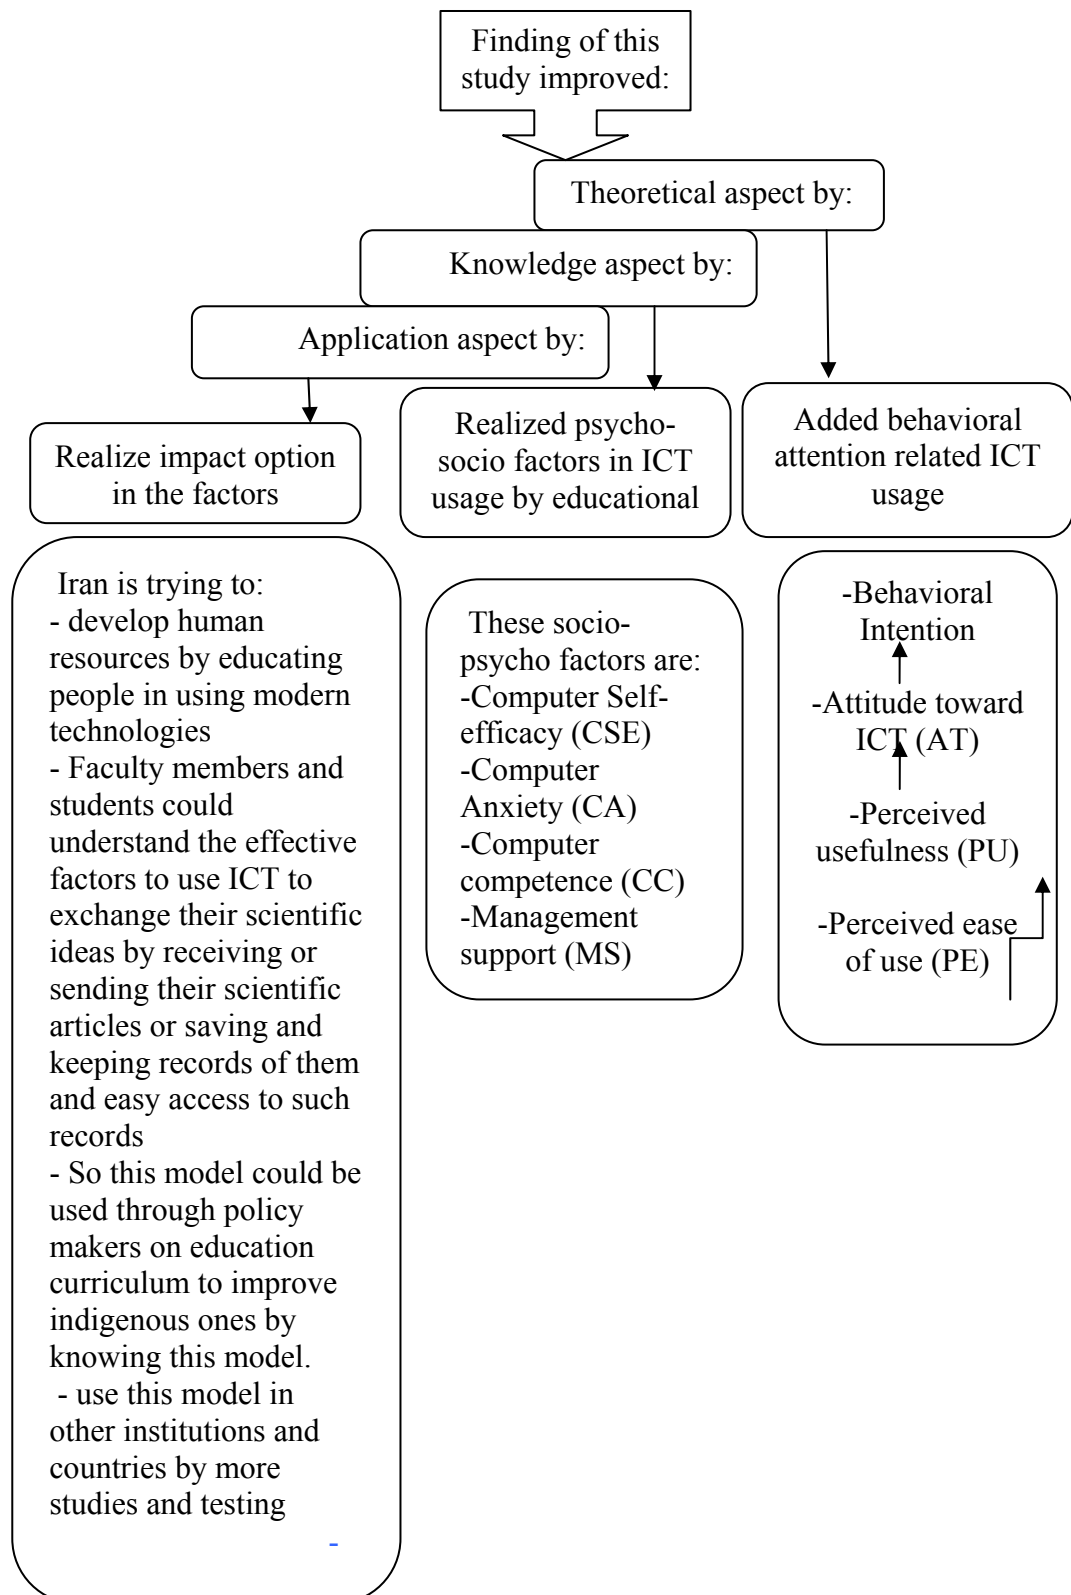 Finding of this
study improved:
Theoretical aspect by:
Knowledge aspect by:
Application aspect by:
Realize impact option
in the factors
Realized psycho-
socio factors in ICT
usage by educational
Added behavioral
attention related ICT
usage
Iran is trying to:
- develop human
resources by educating
people in using modern
technologies
- Faculty members and
students could
understand the effective
factors to use ICT to
exchange their scientific
ideas by receiving or
sending their scientific
articles or saving and
keeping records of them
and easy access to such
records
- So this model could be
used through policy
makers on education
curriculum to improve
indigenous ones by
knowing this model.
- use this model in
other institutions and
countries by more
studies and testing
-
These socio-
psycho factors are:
-Computer Self-
efficacy (CSE)
-Computer
Anxiety (CA)
-Computer
competence (CC)
-Management
support (MS)
-Behavioral
Intention
-Attitude toward
ICT (AT)
-Perceived
usefulness (PU)
-Perceived ease
of use (PE)